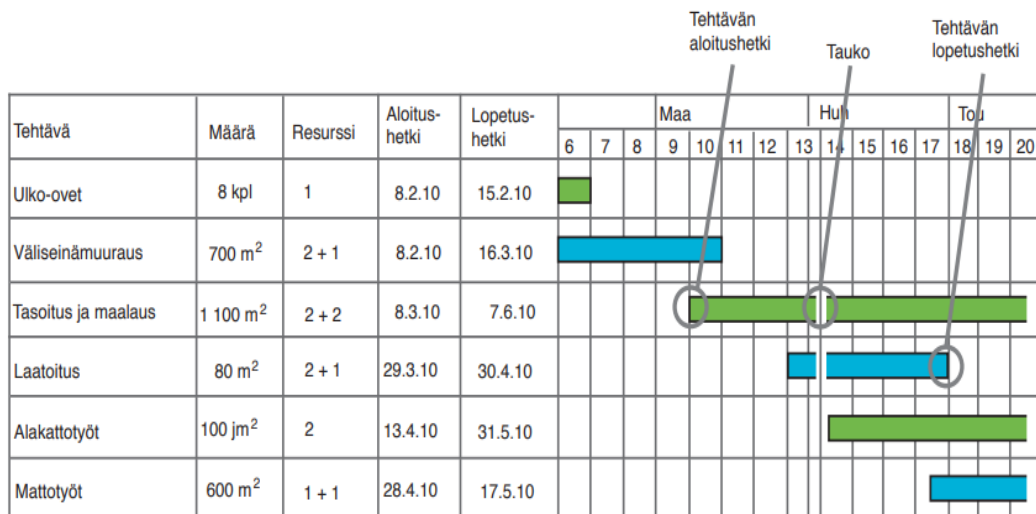 Tehtävän
aloitushetki
Tauko
Tehtävän
lopetushetki
Tehtävä Määrä Resurssi Aloitus-
hetki Lopetus-
hetki Maa Huh Tou
6 7 8 9 10 11 12 13 14 15 16 17 18 19 20
Ulko-ovet 8 kpl 1 8.2.10 15.2.10
Väliseinämuuraus 700 m² 2 + 1 8.2.10 16.3.10
Tasoitus ja maalaus 1 100 m² 2 + 2 8.3.10 7.6.10
Laatoitus 80 m² 2 + 1 29.3.10 30.4.10
Alakattotyöt 100 jm² 2 13.4.10 31.5.10
Mattotyöt 600 m² 1 + 1 28.4.10 17.5.10